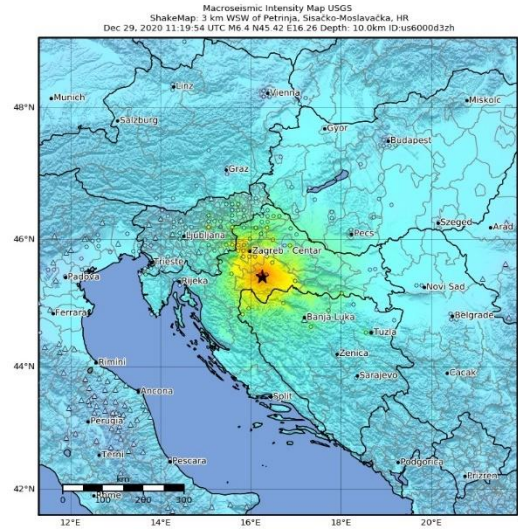 Macroseismic Intensity Map USGS
ShakeMap: 3 km WSW of Petrinja, Sisačko-Moslavačka, HR
Dec 29, 2020 11:19:54 UTC M6.4 N45.42 E16.26 Depth: 10.0km ID:us6000d3zh
48°N
Munich
Linz
Vienna
Miskolc
Salzburg
Gyor
Budapest
Graz
46°N
Ljubljana
Pecs
Szeged
Arad
Zagreb - Centar
Trieste
Padova
Rijeka
Novi Sad
Ferrara
Banja Luka
Belgrade
Tuzla
44°N
Rimini
Zenica
Sarajevo
Cacak
Ancona
Split
Perugia
Terni
Pescara
Podgorica
Prizren
42°N
km
0 100 200 300
Rome
12°E 14°E 16°E 18°E 20°E